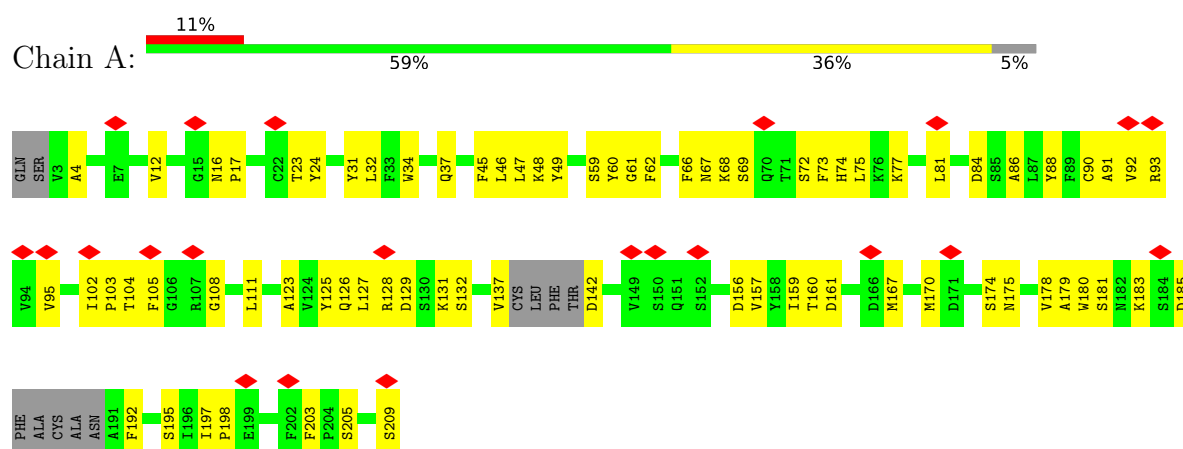 11%
Chain A:
59% 36% 5%
GLN SER V3 A4 E7 V12 G15 N16 P17 C22 T23 Y24 Y31 L32 F33 W34 Q37 F45 L46 L47 K48 Y49 S59 Y60 G61 F62 F66 N67 K68 S69 Q70 T71 S72 F73 H74 L75 K76 K77 L81 D84 S85 A86 L87 Y88 F89 C90 A91 V92 R93
V94 V95 I102 P103 T104 F105 G106 R107 G108 L111 A123 V124 Y125 Q126 L127 R128 D129 S130 K131 S132 V137 CYS LEU PHE THR D142 V149 S150 Q151 S152 D156 V157 Y158 I159 T160 D161 D166 M167 M170 D171 S174 N175 V178 A179 W180 S181 N182 K183 S184 D185
PHE ALA CYS ALA ASN A191 F192 S195 I196 I197 P198 E199 F202 F203 P204 S205 S209